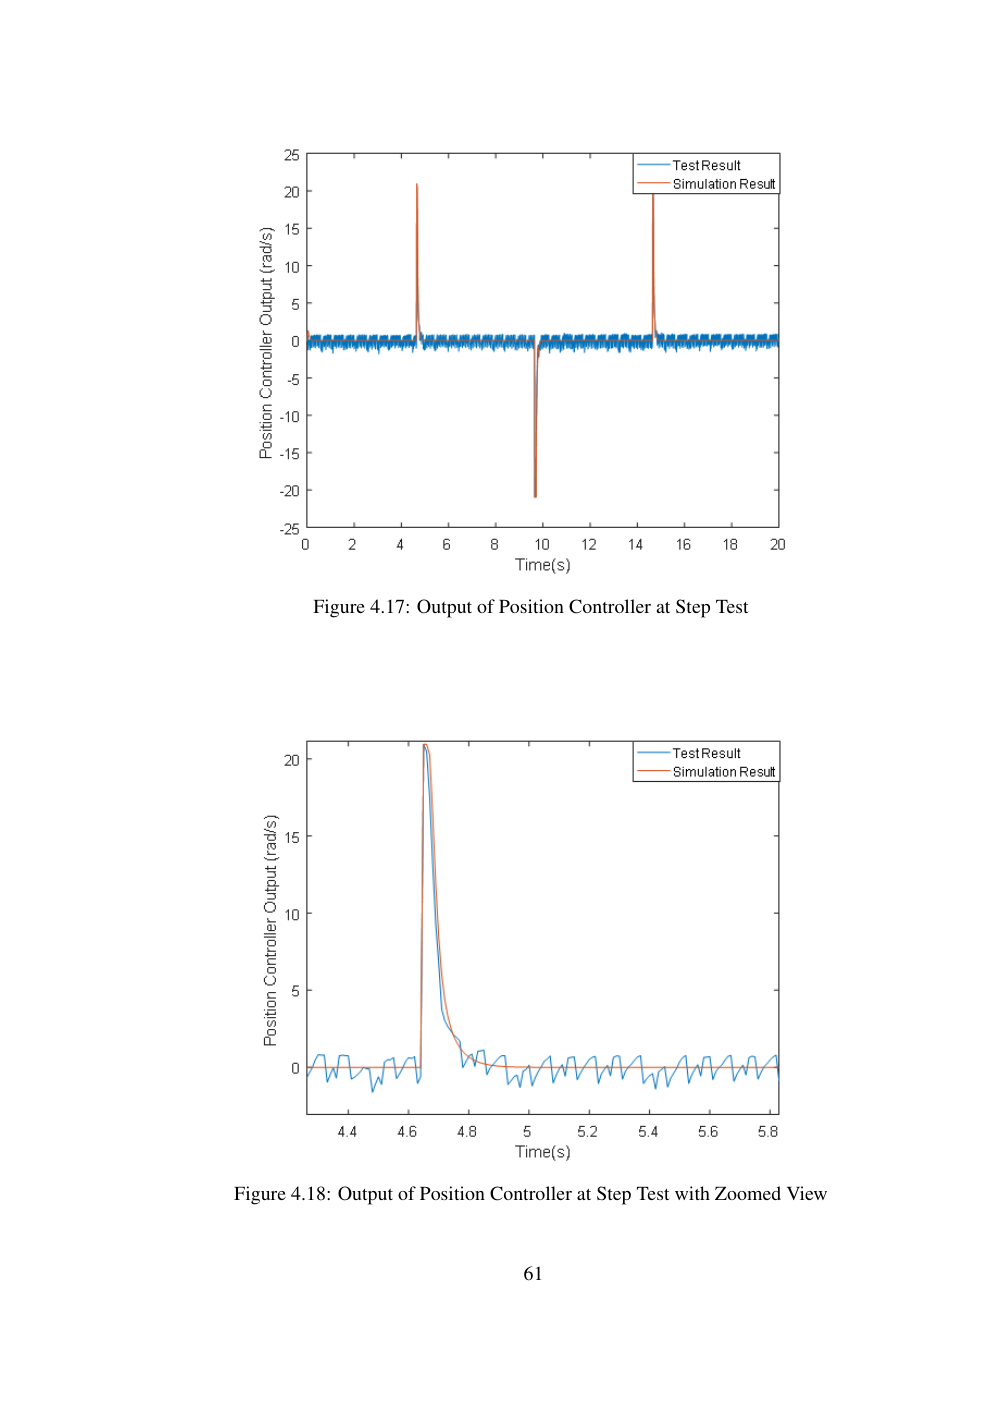 25
20
15
10
5
0
-5
-10
-15
-20
-25
Position Controller Output (rad/s)
Test Result
Simulation Result
0 2 4 6 8 10 12 14 16 18 20
Time(s)
Figure 4.17: Output of Position Controller at Step Test
20
15
10
5
0
Position Controller Output (rad/s)
Test Result
Simulation Result
4.4 4.6 4.8 5 5.2 5.4 5.6 5.8
Time(s)
Figure 4.18: Output of Position Controller at Step Test with Zoomed View
61